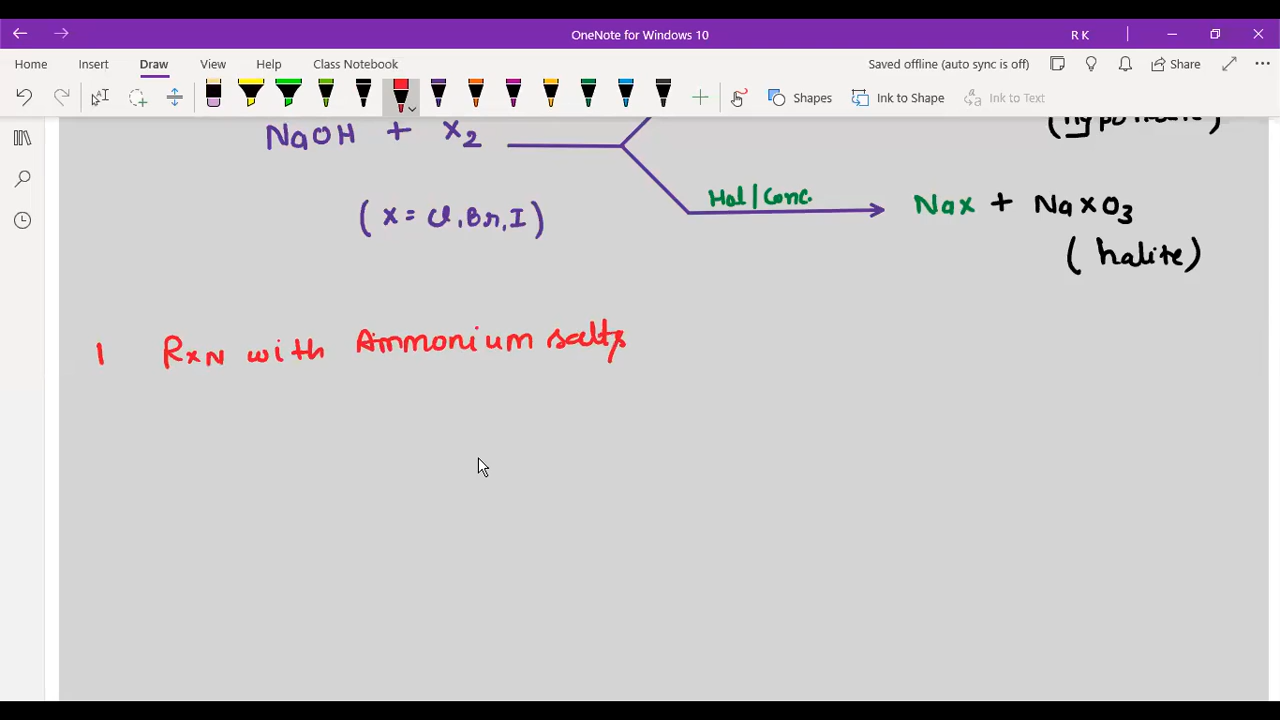 OneNote for Windows 10
R K
Home Insert Draw View Help Class Notebook
Saved offline (auto sync is off) Share
Shapes Ink to Shape Ink to Text
NaOH + X2
Hal/Conc. NaX + NaXO3
(X = Cl, Br, I)
(halite)
1 RxN with Ammonium salts